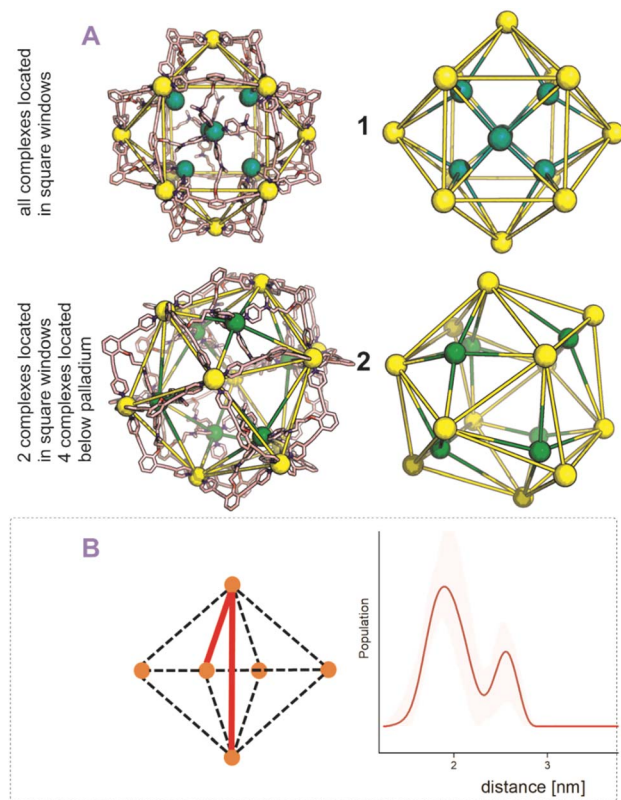 A
all complexes located
in square windows
1
2 complexes located
in square windows
4 complexes located
below palladium
2
B
Population
2
3
distance [nm]